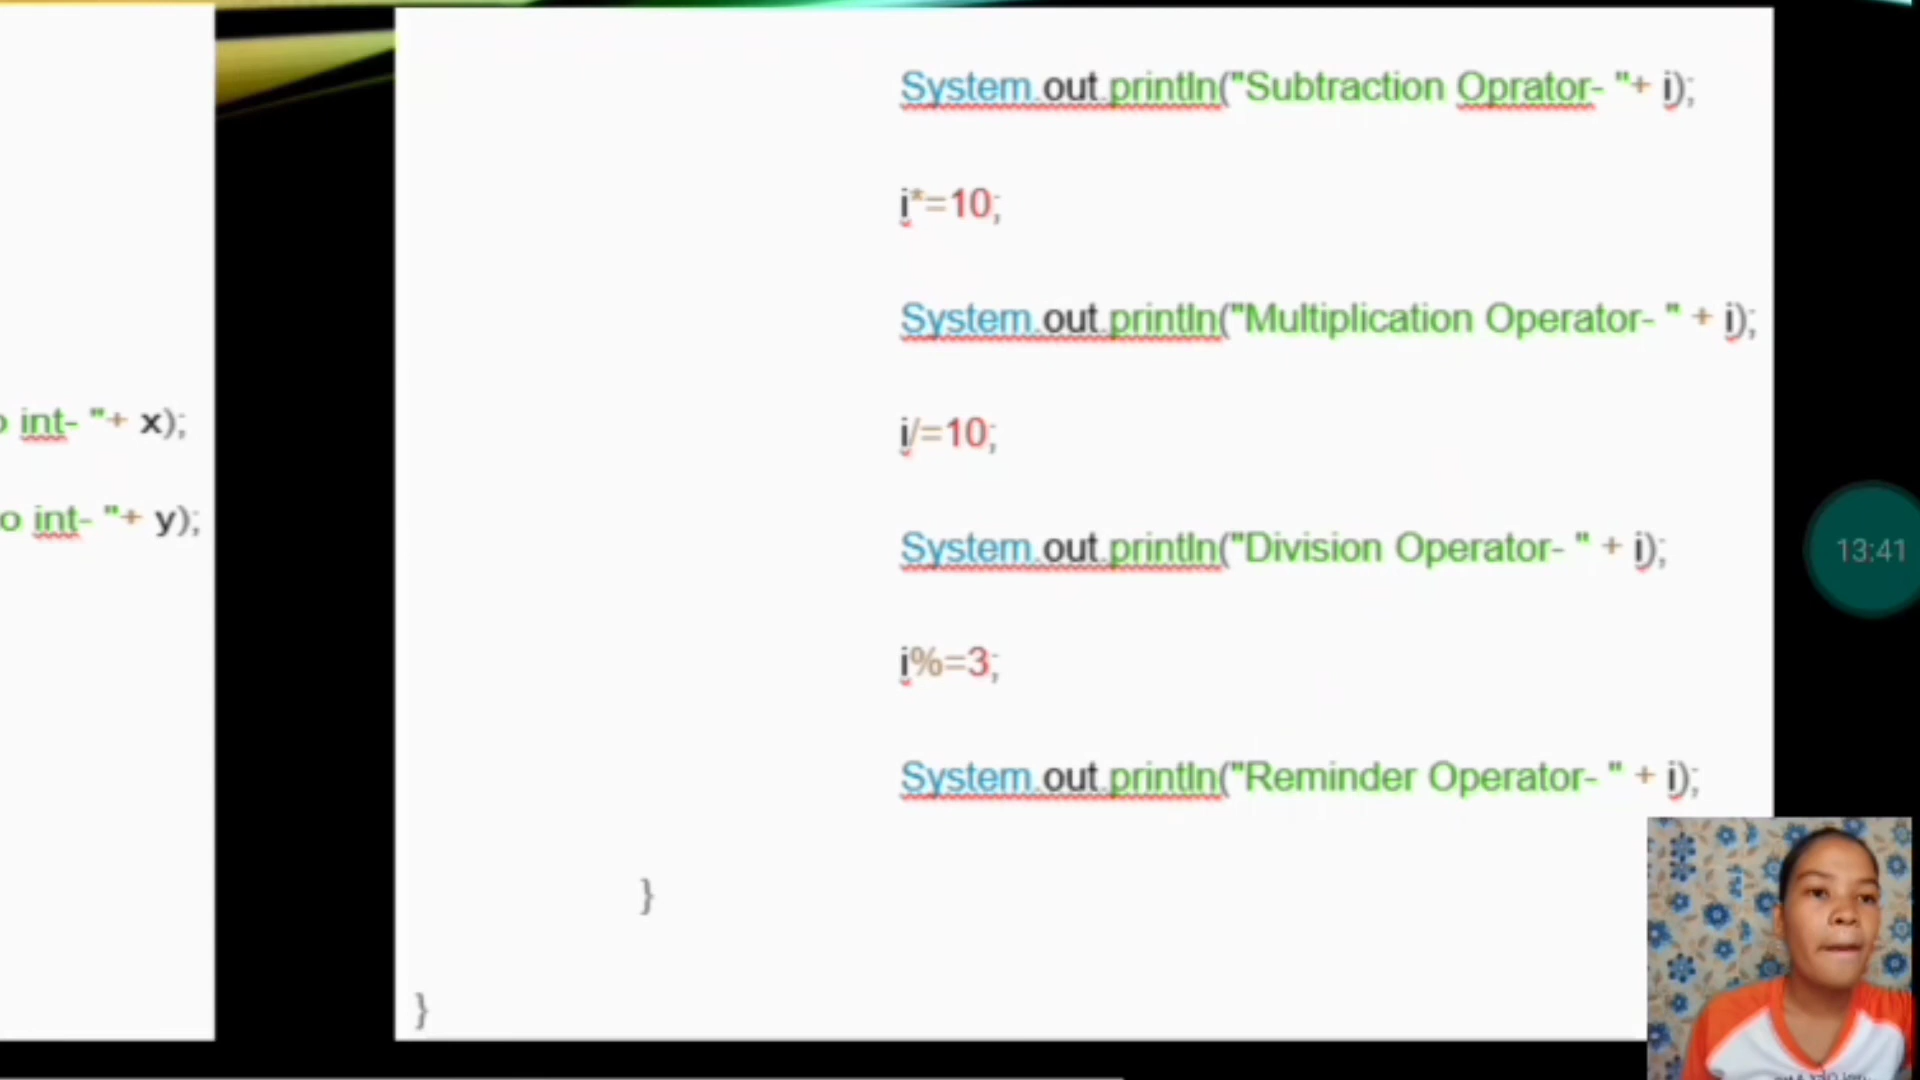 o int- "+ x);
o int- "+ y);
System.out.println("Subtraction Oprator- "+ i);
i*=10;
System.out.println("Multiplication Operator- " + i);
i/=10;
System.out.println("Division Operator- " + i);
i%=3;
System.out.println("Reminder Operator- " + i);
}
}
13:41